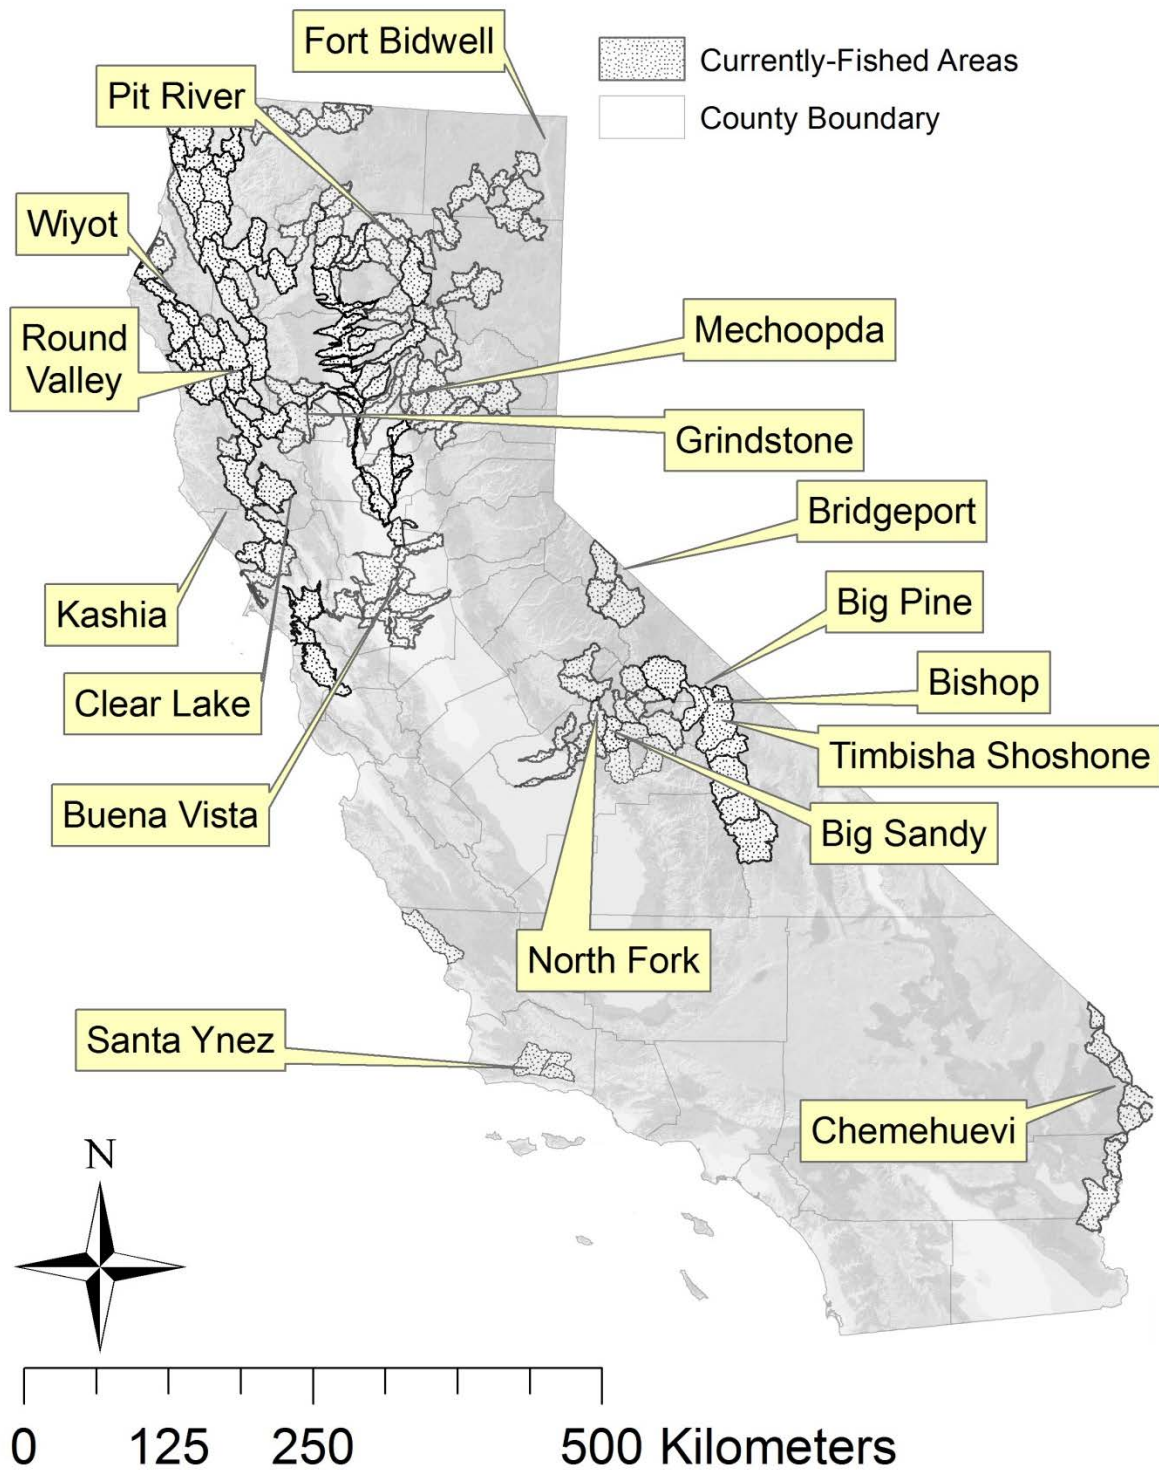 Fort Bidwell
Currently-Fished Areas
Pit River
County Boundary
Wiyot
Round
Valley
Mechoopda
Grindstone
Bridgeport
Kashia
Big Pine
Clear Lake
Bishop
Timbisha Shoshone
Buena Vista
Big Sandy
North Fork
Santa Ynez
Chemehuevi
N
0 125 250 500 Kilometers